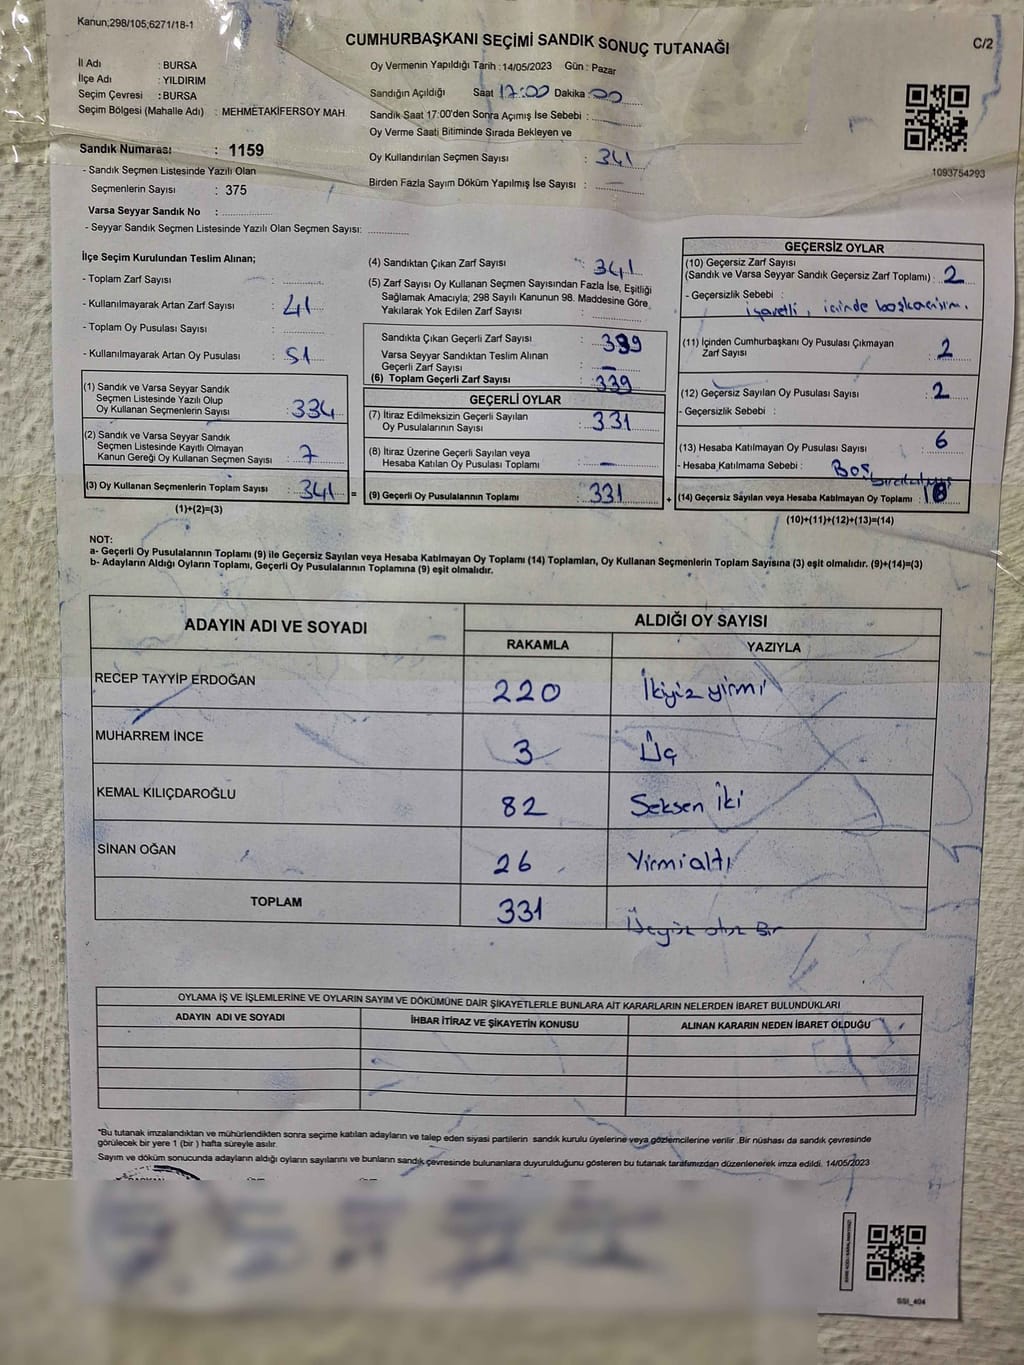 Kanun;298/105;6271/18-1
CUMHURBAŞKANI SEÇİMİ SANDIK SONUÇ TUTANAĞI
C/2
İl Adı : BURSA
İlçe Adı : YILDIRIM
Seçim Çevresi : BURSA
Seçim Bölgesi (Mahalle Adı) : MEHMETAKİFERSOY MAH.
Sandık Numarası : 1159
- Sandık Seçmen Listesinde Yazılı Olan
Seçmenlerin Sayısı : 375
Varsa Seyyar Sandık No :
- Seyyar Sandık Seçmen Listesinde Yazılı Olan Seçmen Sayısı:
Oy Vermenin Yapıldığı Tarih :14/05/2023 Gün : Pazar
Sandığın Açıldığı Saat 17:00 Dakika 00
Sandık Saat 17:00'den Sonra Açımış İse Sebebi :
Oy Verme Saati Bitiminde Sırada Bekleyen ve
Oy Kullandırılan Seçmen Sayısı : 341
Birden Fazla Sayım Döküm Yapılmış İse Sayısı : —
1093754293
İlçe Seçim Kurulundan Teslim Alınan;
- Toplam Zarf Sayısı :
- Kullanılmayarak Artan Zarf Sayısı : 41
- Toplam Oy Pusulası Sayısı :
- Kullanılmayarak Artan Oy Pusulası : 51
(1) Sandık ve Varsa Seyyar Sandık
Seçmen Listesinde Yazılı Olup
Oy Kullanan Seçmenlerin Sayısı : 334
(2) Sandık ve Varsa Seyyar Sandık
Seçmen Listesinde Kayıtlı Olmayan
Kanun Gereği Oy Kullanan Seçmen Sayısı : 7
(3) Oy Kullanan Seçmenlerin Toplam Sayısı : 341
(1)+(2)=(3)
(4) Sandıktan Çıkan Zarf Sayısı : 341
(5) Zarf Sayısı Oy Kullanan Seçmen Sayısından Fazla İse, Eşitliği
Sağlamak Amacıyla; 298 Sayılı Kanunun 98. Maddesine Göre
Yakılarak Yok Edilen Zarf Sayısı :
Sandıkta Çıkan Geçerli Zarf Sayısı : 339
Varsa Seyyar Sandıktan Teslim Alınan
Geçerli Zarf Sayısı : —
(6) Toplam Geçerli Zarf Sayısı : 339
GEÇERLİ OYLAR
(7) İtiraz Edilmeksizin Geçerli Sayılan
Oy Pusulalarının Sayısı : 331
(8) İtiraz Üzerine Geçerli Sayılan veya
Hesaba Katılan Oy Pusulası Toplamı : —
= (9) Geçerli Oy Pusulalarının Toplamı : 331 +
GEÇERSİZ OYLAR
(10) Geçersiz Zarf Sayısı
(Sandık ve Varsa Seyyar Sandık Geçersiz Zarf Toplamı) : 2
- Geçersizlik Sebebi :
işaretli, içinde
(11) İçinden Cumhurbaşkanı Oy Pusulası Çıkmayan
Zarf Sayısı : 2
(12) Geçersiz Sayılan Oy Pusulası Sayısı : 2
- Geçersizlik Sebebi :
(13) Hesaba Katılmayan Oy Pusulası Sayısı : 6
- Hesaba Katılmama Sebebi : Boş
(14) Geçersiz Sayılan veya Hesaba Katılmayan Oy Toplamı : 10
(10)+(11)+(12)+(13)=(14)
NOT:
a- Geçerli Oy Pusulalarının Toplamı (9) ile Geçersiz Sayılan veya Hesaba Katılmayan Oy Toplamı (14) Toplamları, Oy Kullanan Seçmenlerin Toplam Sayısına (3) eşit olmalıdır. (9)+(14)=(3)
b- Adayların Aldığı Oyların Toplamı, Geçerli Oy Pusulalarının Toplamına (9) eşit olmalıdır.
ADAYIN ADI VE SOYADI
ALDIĞI OY SAYISI
RAKAMLA YAZIYLA
RECEP TAYYİP ERDOĞAN 220 İkiyüz yirmi
MUHARREM İNCE 3 Üç
KEMAL KILIÇDAROĞLU 82 Seksen iki
SİNAN OĞAN 26 Yirmialtı
TOPLAM 331 Üçyüz otuz Bir
OYLAMA İŞ VE İŞLEMLERİNE VE OYLARIN SAYIM VE DÖKÜMÜNE DAİR ŞİKAYETLERLE BUNLARA AİT KARARLARIN NELERDEN İBARET BULUNDUKLARI
ADAYIN ADI VE SOYADI İHBAR İTİRAZ VE ŞİKAYETİN KONUSU ALINAN KARARIN NEDEN İBARET OLDUĞU
*Bu tutanak imzalandıktan ve mühürlendikten sonra seçime katılan adayların ve talep eden siyasi partilerin sandık kurulu üyelerine veya gözlemcilerine verilir .Bir nüshası da sandık çevresinde
görülecek bir yere 1 (bir ) hafta süreyle asılır.
Sayım ve döküm sonucunda adayların aldığı oyların sayılarını ve bunların sandık çevresinde bulunanlara duyurulduğunu gösteren bu tutanak tarafımızdan düzenlenerek imza edildi. 14/05/2023
SSI_404